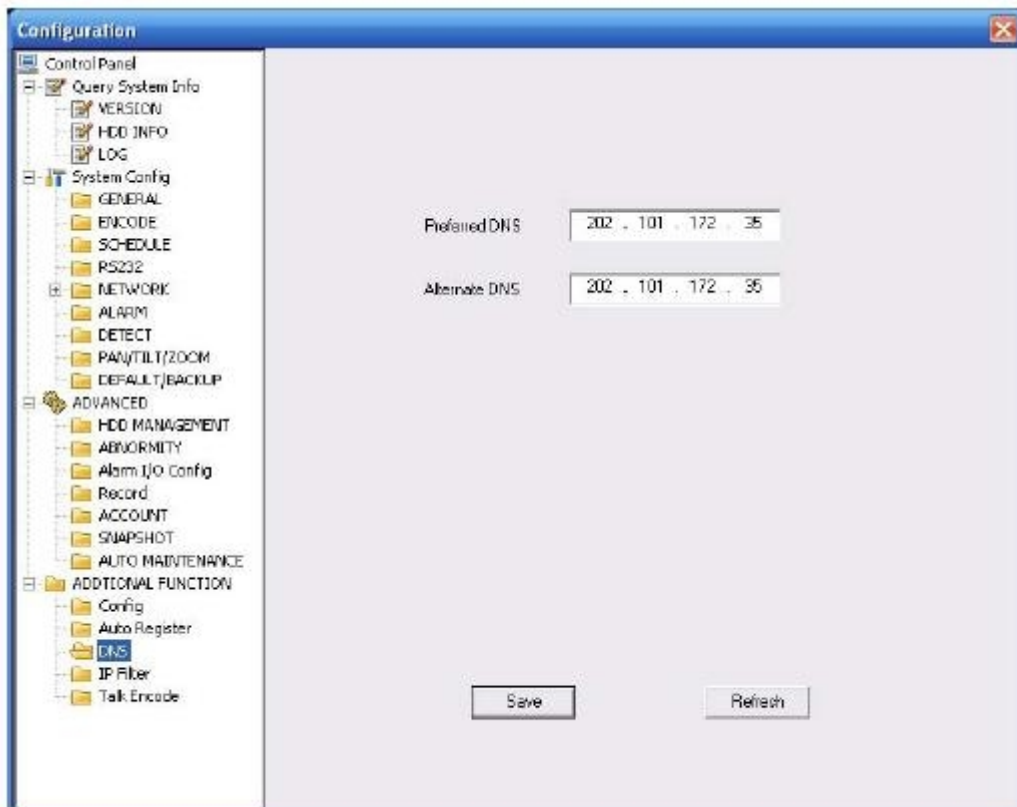 Configuration
Control Panel
Query System Info
VERSION
HDD INFO
LOG
System Config
GENERAL
ENCODE
SCHEDULE
RS232
NETWORK
ALARM
DETECT
PAN/TILT/ZOOM
DEFAULT/BACKUP
ADVANCED
HDD MANAGEMENT
ABNORMITY
Alarm I/O Config
Record
ACCOUNT
SNAPSHOT
AUTO MAINTENANCE
ADDTIONAL FUNCTION
Config
Auto Register
DNS
IP Filter
Talk Encode
Preferred DNS 202 . 101 . 172 . 35
Alternate DNS 202 . 101 . 172 . 35
Save Refresh